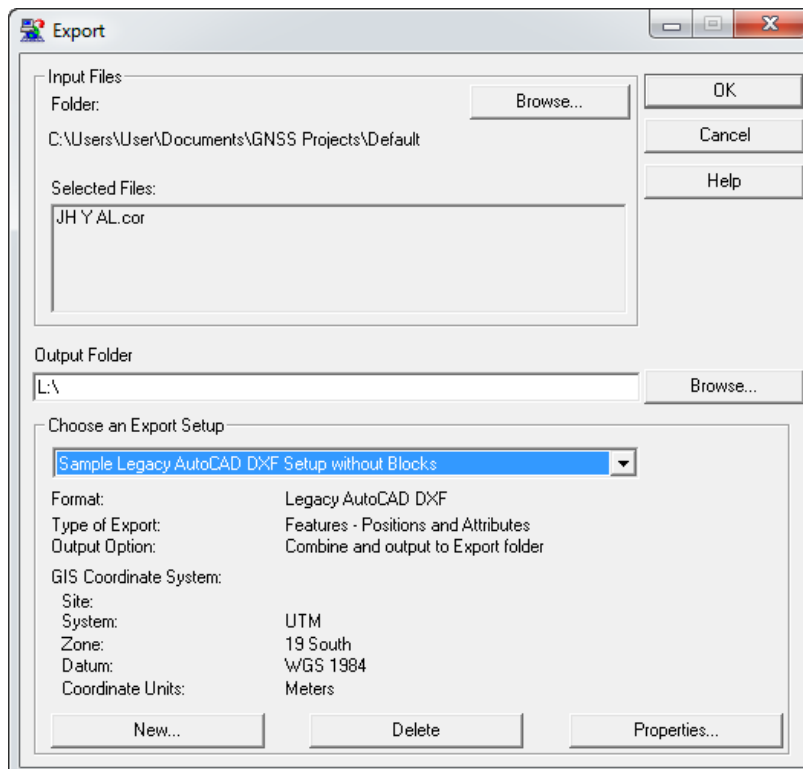 Export
Input Files
Folder:
Browse...
OK
C:\Users\User\Documents\GNSS Projects\Default
Cancel
Help
Selected Files:
JH Y AL.cor
Output Folder
L:\
Browse...
Choose an Export Setup
Sample Legacy AutoCAD DXF Setup without Blocks
Format: Legacy AutoCAD DXF
Type of Export: Features - Positions and Attributes
Output Option: Combine and output to Export folder
GIS Coordinate System:
Site:
System: UTM
Zone: 19 South
Datum: WGS 1984
Coordinate Units: Meters
New...
Delete
Properties...